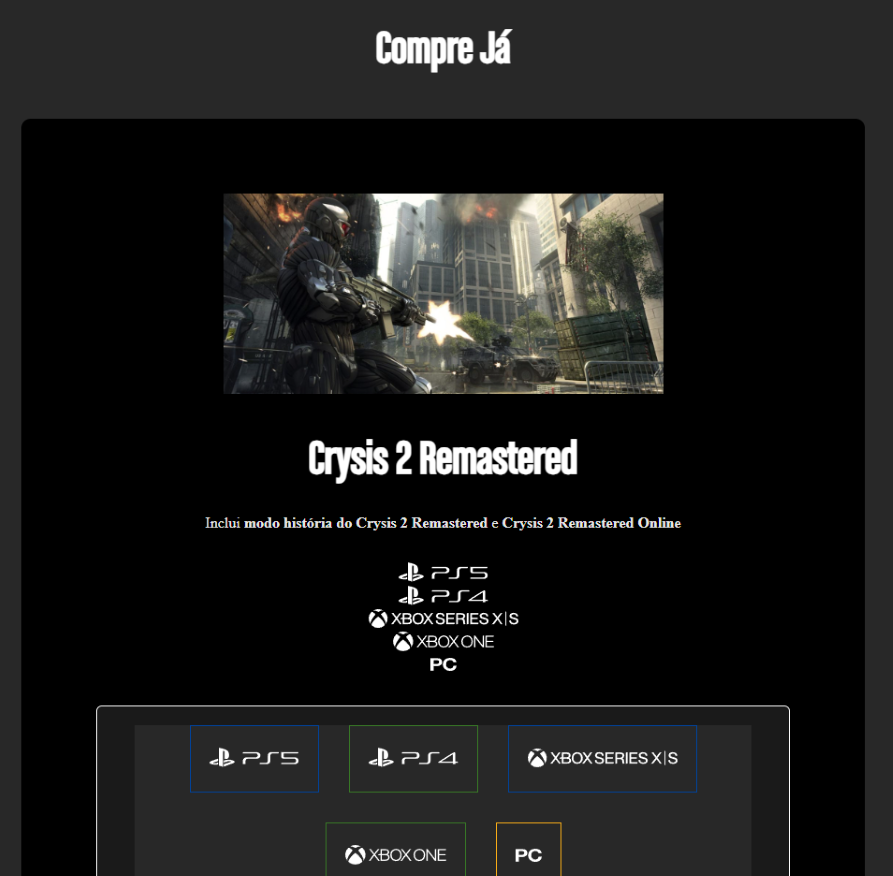 Compre Já
Crysis 2 Remastered
Inclui modo história do Crysis 2 Remastered e Crysis 2 Remastered Online
PS5
PS4
XBOX SERIES X|S
XBOX ONE
PC
PS5 PS4 XBOX SERIES X|S
XBOX ONE PC